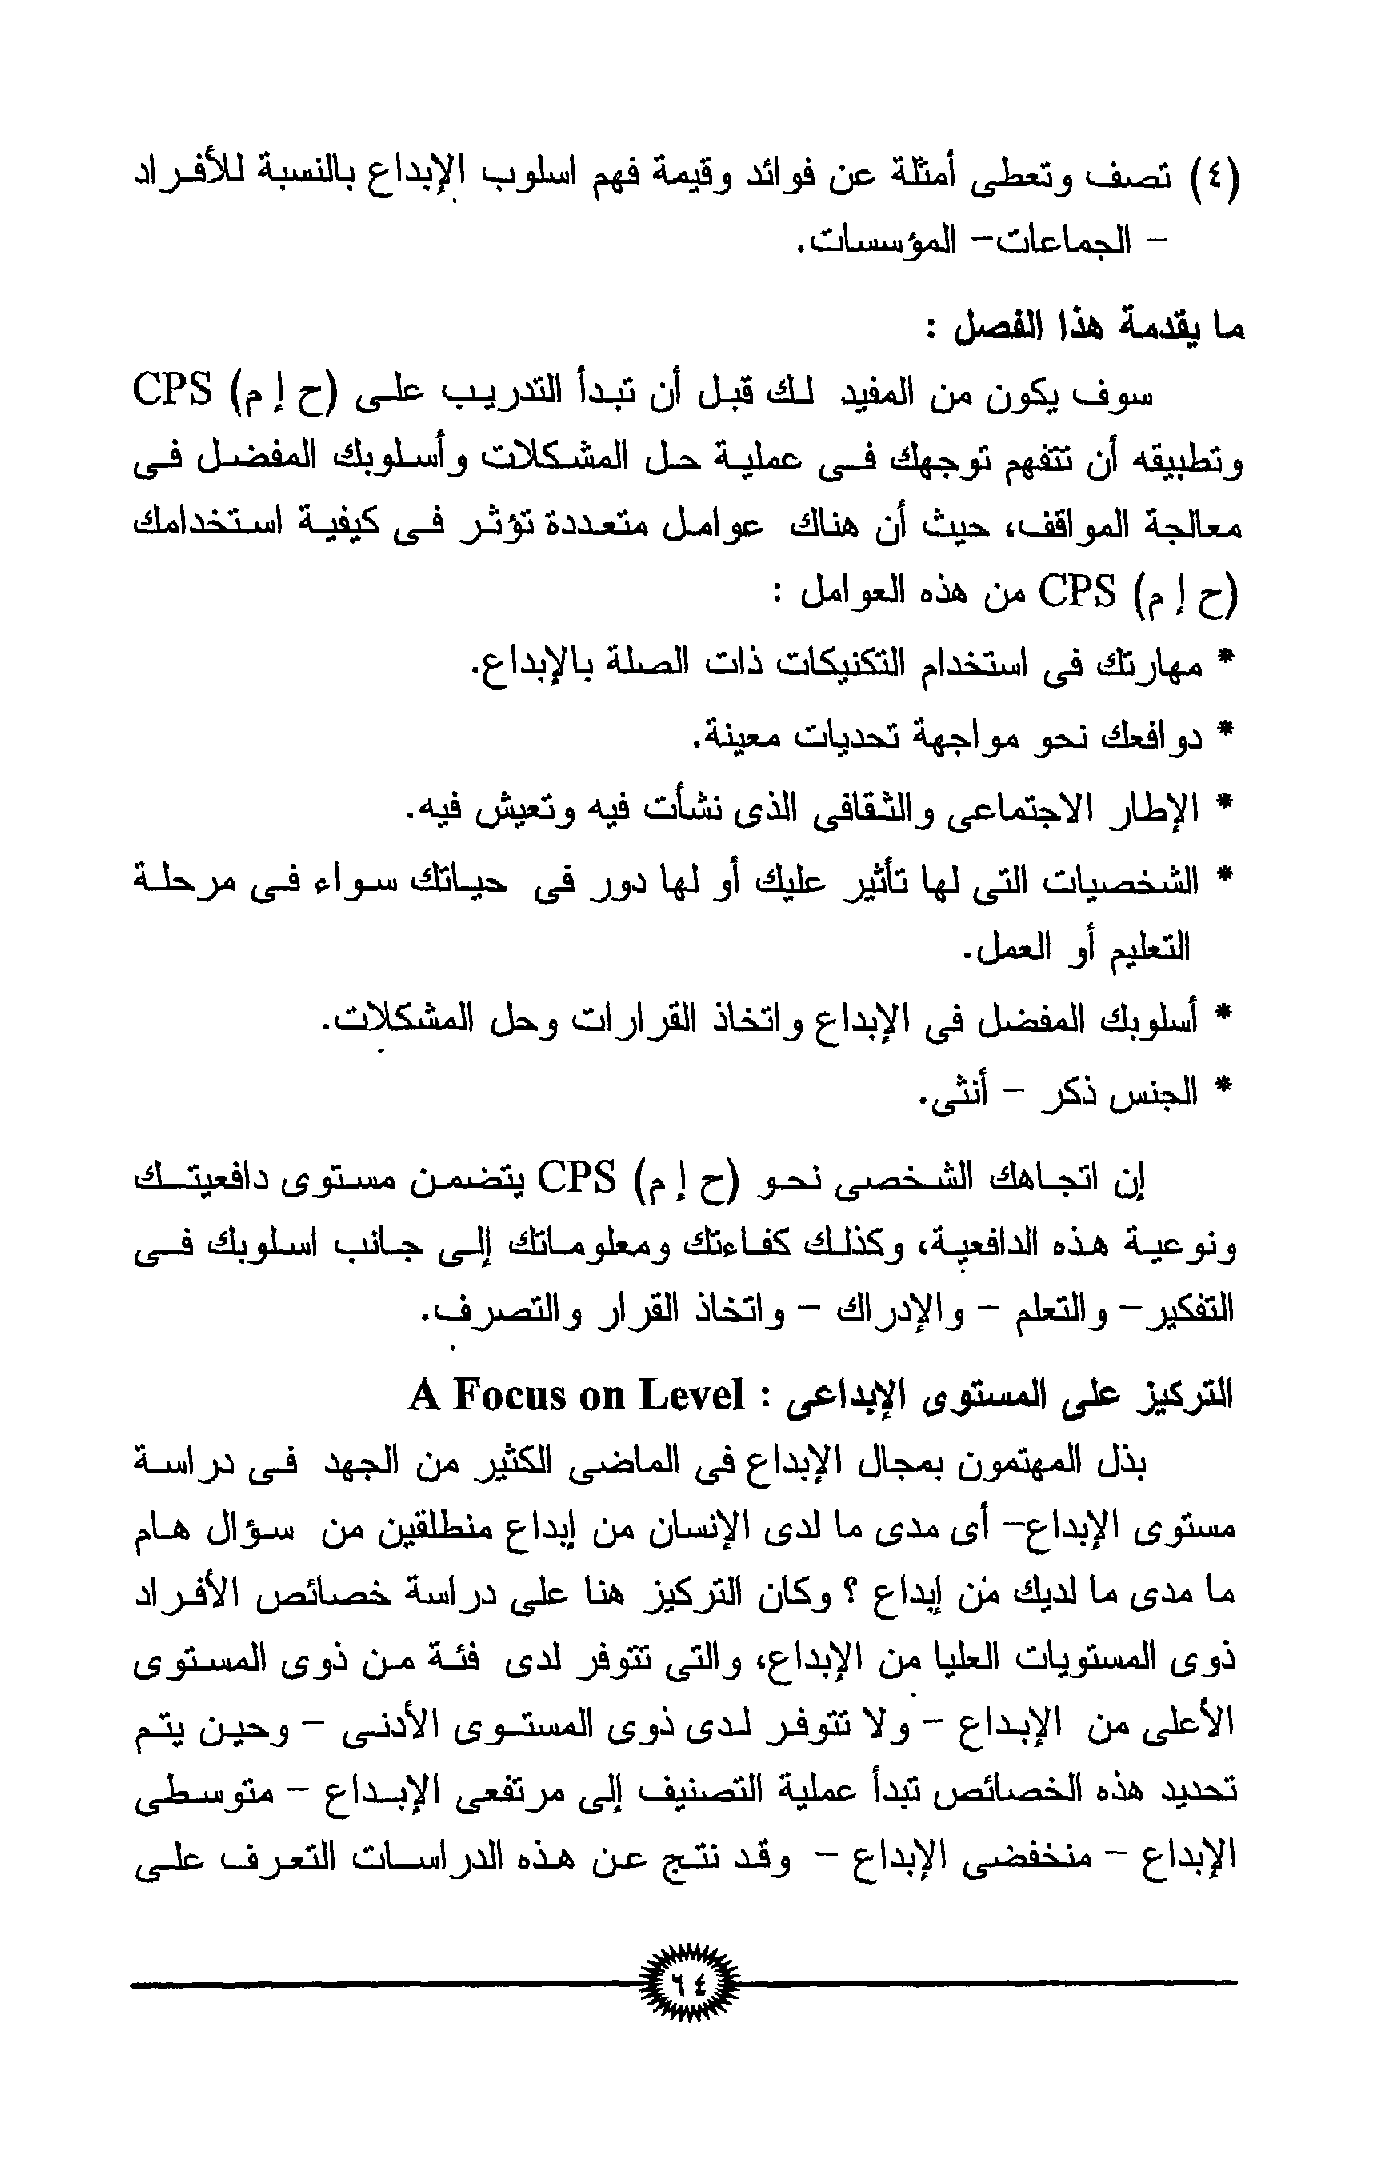 (٤) تصف وتعطى أمثلة عن فوائد وقيمة فهم اسلوب الإبداع بالنسبة للأفراد
- الجماعات- المؤسسات.
ما يقدمة هذا الفصل :
سوف يكون من المفيد لك قبل أن تبدأ التدريب على (ح إ م) CPS
وتطبيقه أن تتفهم توجهك فى عملية حل المشكلات وأسلوبك المفضل فى
معالجة المواقف، حيث أن هناك عوامل متعددة تؤثر فى كيفية استخدامك
(ح إ م) CPS من هذه العوامل :
* مهارتك فى استخدام التكنيكات ذات الصلة بالإبداع.
* دوافعك نحو مواجهة تحديات معينة.
* الإطار الاجتماعى والثقافى الذى نشأت فيه وتعيش فيه.
* الشخصيات التى لها تأثير عليك أو لها دور فى حياتك سواء فى مرحلة
التعليم أو العمل.
* أسلوبك المفضل فى الإبداع واتخاذ القرارات وحل المشكلات.
* الجنس ذكر - أنثى.
إن اتجاهك الشخصى نحو (ح إ م) CPS يتضمن مستوى دافعيتك
ونوعية هذه الدافعية، وكذلك كفاءتك ومعلوماتك إلى جانب اسلوبك فى
التفكير- والتعلم - والإدراك - واتخاذ القرار والتصرف.
التركيز على المستوى الإبداعى : A Focus on Level
بذل المهتمون بمجال الإبداع فى الماضى الكثير من الجهد فى دراسة
مستوى الإبداع- أى مدى ما لدى الإنسان من إبداع منطلقين من سؤال هام
ما مدى ما لديك من إبداع ؟ وكان التركيز هنا على دراسة خصائص الأفراد
ذوى المستويات العليا من الإبداع، والتى تتوفر لدى فئة من ذوى المستوى
الأعلى من الإبداع - ولا تتوفر لدى ذوى المستوى الأدنى - وحين يتم
تحديد هذه الخصائص تبدأ عملية التصنيف إلى مرتفعى الإبداع - متوسطى
الإبداع - منخفضى الإبداع - وقد نتج عن هذه الدراسات التعرف على
٦٤